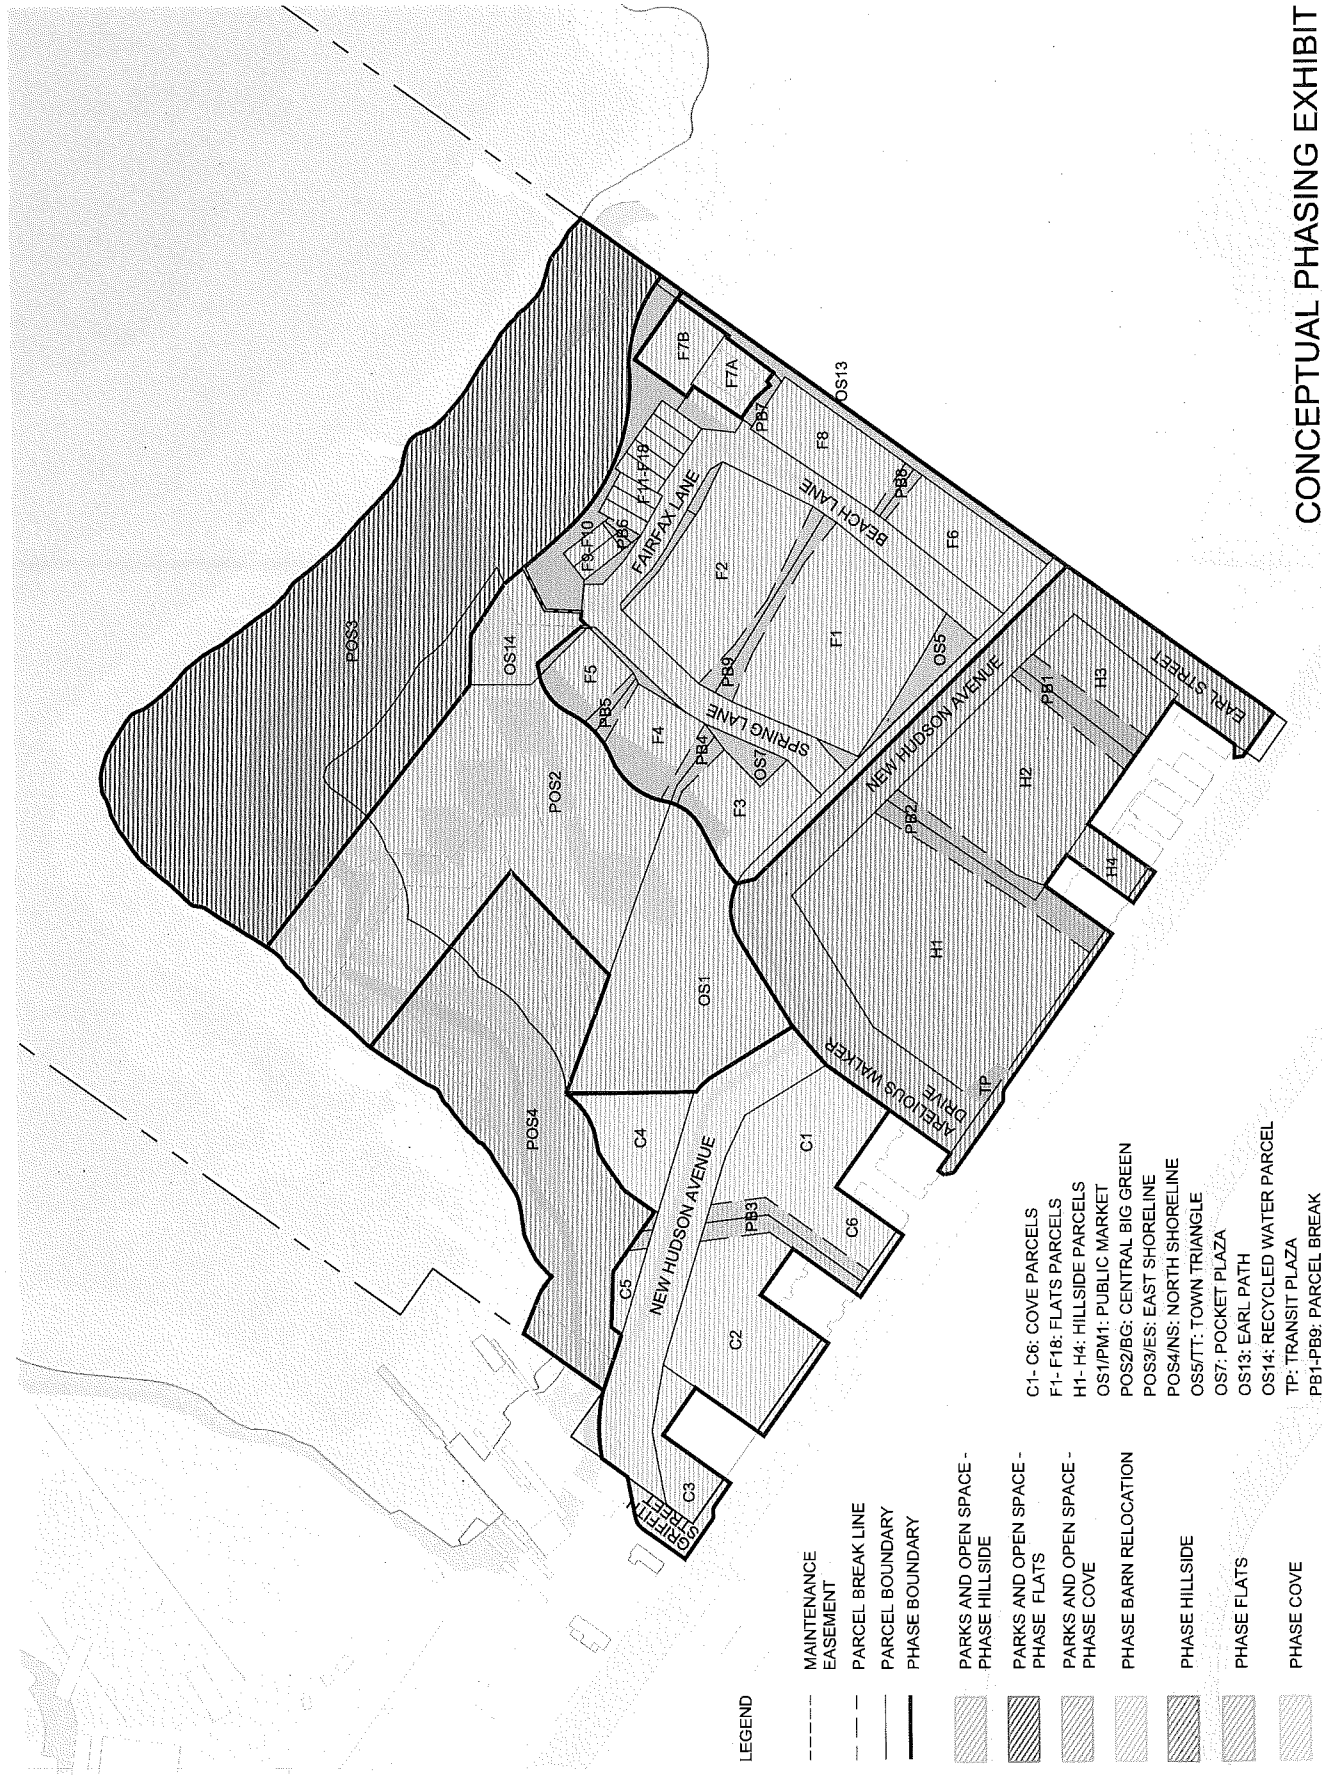 CONCEPTUAL PHASING EXHIBIT
POS3
POS2
POS4
OS14
OS1
F7B
F7A
PB7
OS13
F8
PB8
F6
F11-F18
F9-F10
PB6
FAIRFAX LANE
BEACH LANE
F2
F1
PB9
OS5
F5
PB5
F4
PB4
SPRING LANE
OS7
F3
NEW HUDSON AVENUE
EARL STREET
H3
PB1
H2
PB2
H4
H1
TP
ARELIOUS WALKER
DRIVE
C4
C1
NEW HUDSON AVENUE
PB3
C6
C5
C2
C3
GRIFFITH
STREET
LEGEND
MAINTENANCE
EASEMENT
PARCEL BREAK LINE
PARCEL BOUNDARY
PHASE BOUNDARY
PARKS AND OPEN SPACE -
PHASE HILLSIDE
PARKS AND OPEN SPACE -
PHASE FLATS
PARKS AND OPEN SPACE -
PHASE COVE
PHASE BARN RELOCATION
PHASE HILLSIDE
PHASE FLATS
PHASE COVE
C1- C6: COVE PARCELS
F1- F18: FLATS PARCELS
H1- H4: HILLSIDE PARCELS
OS1/PM1: PUBLIC MARKET
POS2/BG: CENTRAL BIG GREEN
POS3/ES: EAST SHORELINE
POS4/NS: NORTH SHORELINE
OS5/TT: TOWN TRIANGLE
OS7: POCKET PLAZA
OS13: EARL PATH
OS14: RECYCLED WATER PARCEL
TP: TRANSIT PLAZA
PB1-PB9: PARCEL BREAK